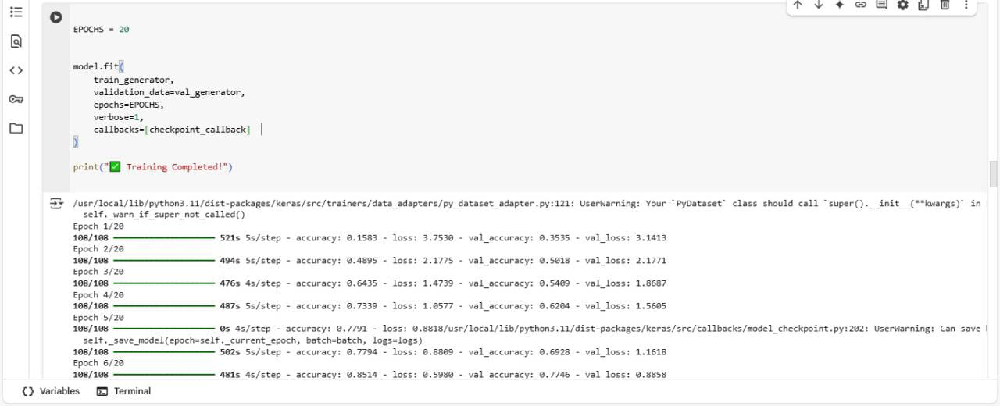 EPOCHS = 20
model.fit(
    train_generator,
    validation_data=val_generator,
    epochs=EPOCHS,
    verbose=1,
    callbacks=[checkpoint_callback]
)
print("✅ Training Completed!")
/usr/local/lib/python3.11/dist-packages/keras/src/trainers/data_adapters/py_dataset_adapter.py:121: UserWarning: Your `PyDataset` class should call `super().__init__(**kwargs)` in
  self._warn_if_super_not_called()
Epoch 1/20
108/108 ━━━━━━━━━━━━━━━━━━━━ 521s 5s/step - accuracy: 0.1583 - loss: 3.7530 - val_accuracy: 0.3535 - val_loss: 3.1413
Epoch 2/20
108/108 ━━━━━━━━━━━━━━━━━━━━ 494s 5s/step - accuracy: 0.4895 - loss: 2.1775 - val_accuracy: 0.5018 - val_loss: 2.1771
Epoch 3/20
108/108 ━━━━━━━━━━━━━━━━━━━━ 476s 4s/step - accuracy: 0.6435 - loss: 1.4739 - val_accuracy: 0.5409 - val_loss: 1.8687
Epoch 4/20
108/108 ━━━━━━━━━━━━━━━━━━━━ 487s 5s/step - accuracy: 0.7339 - loss: 1.0577 - val_accuracy: 0.6204 - val_loss: 1.5605
Epoch 5/20
108/108 ━━━━━━━━━━━━━━━━━━━━ 0s 4s/step - accuracy: 0.7791 - loss: 0.8818/usr/local/lib/python3.11/dist-packages/keras/src/callbacks/model_checkpoint.py:202: UserWarning: Can save
  self._save_model(epoch=self._current_epoch, batch=batch, logs=logs)
108/108 ━━━━━━━━━━━━━━━━━━━━ 502s 5s/step - accuracy: 0.7794 - loss: 0.8809 - val_accuracy: 0.6928 - val_loss: 1.1618
Epoch 6/20
108/108 ━━━━━━━━━━━━━━━━━━━━ 481s 4s/step - accuracy: 0.8514 - loss: 0.5980 - val_accuracy: 0.7746 - val_loss: 0.8858
Variables
Terminal